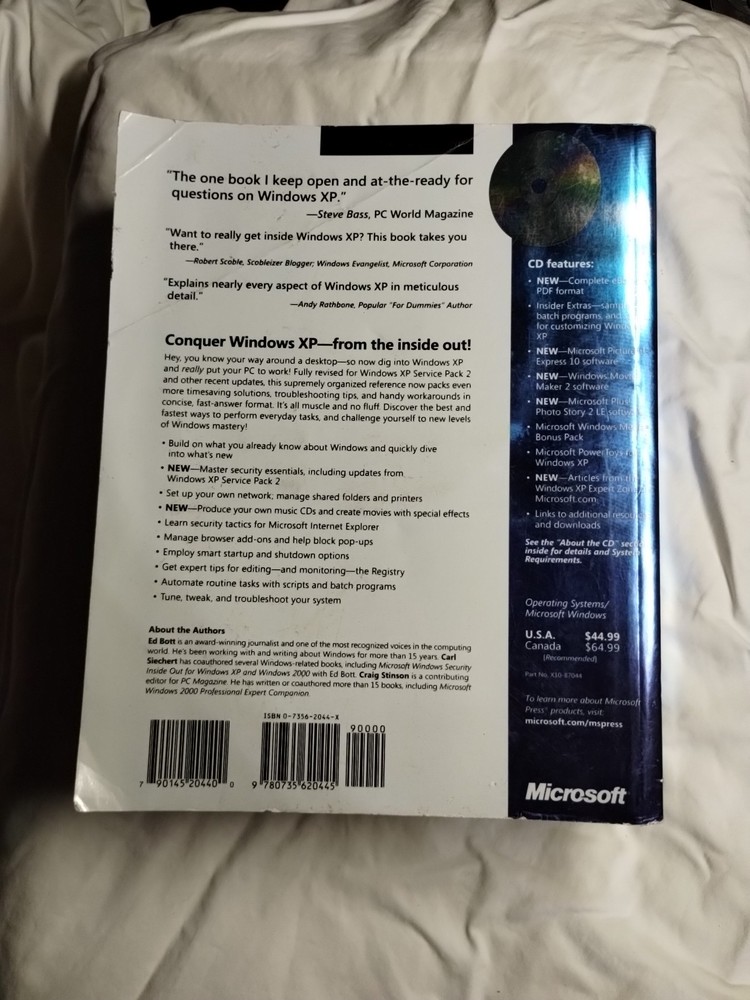 "The one book I keep open and at-the-ready for
questions on Windows XP."
—Steve Bass, PC World Magazine
"Want to really get inside Windows XP? This book takes you
there."
—Robert Scoble, Scobleizer Blogger; Windows Evangelist, Microsoft Corporation
"Explains nearly every aspect of Windows XP in meticulous
detail."
—Andy Rathbone, Popular "For Dummies" Author
Conquer Windows XP—from the inside out!
Hey, you know your way around a desktop—so now dig into Windows XP
and really put your PC to work! Fully revised for Windows XP Service Pack 2
and other recent updates, this supremely organized reference now packs even
more timesaving solutions, troubleshooting tips, and handy workarounds in
concise, fast-answer format. It's all muscle and no fluff. Discover the best and
fastest ways to perform everyday tasks, and challenge yourself to new levels
of Windows mastery!
• Build on what you already know about Windows and quickly dive
into what's new
• NEW—Master security essentials, including updates from
Windows XP Service Pack 2
• Set up your own network; manage shared folders and printers
• NEW—Produce your own music CDs and create movies with special effects
• Learn security tactics for Microsoft Internet Explorer
• Manage browser add-ons and help block pop-ups
• Employ smart startup and shutdown options
• Get expert tips for editing—and monitoring—the Registry
• Automate routine tasks with scripts and batch programs
• Tune, tweak, and troubleshoot your system
About the Authors
Ed Bott is an award-winning journalist and one of the most recognized voices in the computing
world. He's been working with and writing about Windows for more than 15 years. Carl
Siechert has coauthored several Windows-related books, including Microsoft Windows Security
Inside Out for Windows XP and Windows 2000 with Ed Bott. Craig Stinson is a contributing
editor for PC Magazine. He has written or coauthored more than 15 books, including Microsoft
Windows 2000 Professional Expert Companion.
ISBN 0-7356-2044-X
90000
7 90145 20440 0
9 780735 620445
CD features:
• NEW—Complete
PDF format
• Insider Extras—
batch programs, and
for customizing
XP
• NEW—Microsoft Picture
Express 10 software
• NEW—Windows
Maker 2 software
• NEW—Microsoft Plus
Photo Story 2 LE
• Microsoft Windows
Bonus Pack
• Microsoft PowerToys
Windows XP
• NEW—Articles from
Windows XP Expert Zone
Microsoft.com
• Links to additional
and downloads
See the "About the CD"
inside for details and System
Requirements.
Operating Systems/
Microsoft Windows
U.S.A. $44.99
Canada $64.99
(Recommended)
Part No. X10-87044
To learn more about Microsoft
Press® products, visit:
microsoft.com/mspress
Microsoft